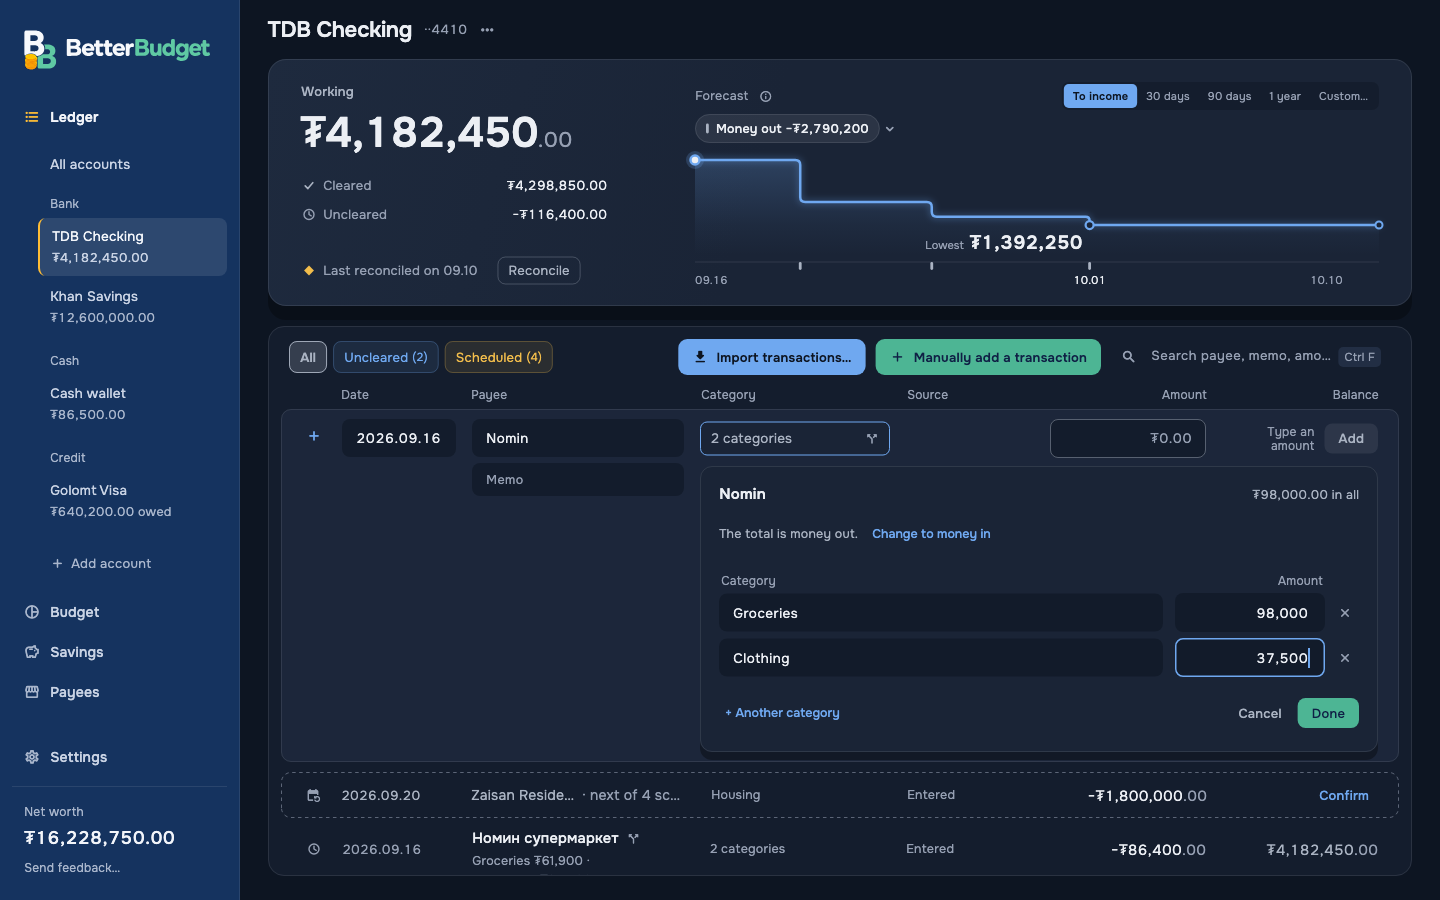 BetterBudget
Ledger
All accounts
Bank
TDB Checking
₮4,182,450.00
Khan Savings
₮12,600,000.00
Cash
Cash wallet
₮86,500.00
Credit
Golomt Visa
₮640,200.00 owed
+ Add account
Budget
Savings
Payees
Settings
Net worth
₮16,228,750.00
Send feedback...
TDB Checking ··4410 •••
Working
₮4,182,450.00
Cleared ₮4,298,850.00
Uncleared -₮116,400.00
Last reconciled on 09.10 Reconcile
Forecast To income 30 days 90 days 1 year Custom...
Money out -₮2,790,200
Lowest ₮1,392,250
09.16 10.01 10.10
All Uncleared (2) Scheduled (4) Import transactions... + Manually add a transaction Search payee, memo, amo... Ctrl F
Date Payee Category Source Amount Balance
+ 2026.09.16 Nomin 2 categories ₮0.00 Type an amount Add
Memo
Nomin ₮98,000.00 in all
The total is money out. Change to money in
Category Amount
Groceries 98,000 ×
Clothing 37,500 ×
+ Another category Cancel Done
2026.09.20 Zaisan Reside... · next of 4 sc... Housing Entered -₮1,800,000.00 Confirm
2026.09.16 Номин супермаркет 2 categories Entered -₮86,400.00 ₮4,182,450.00
Groceries ₮61,900 ·